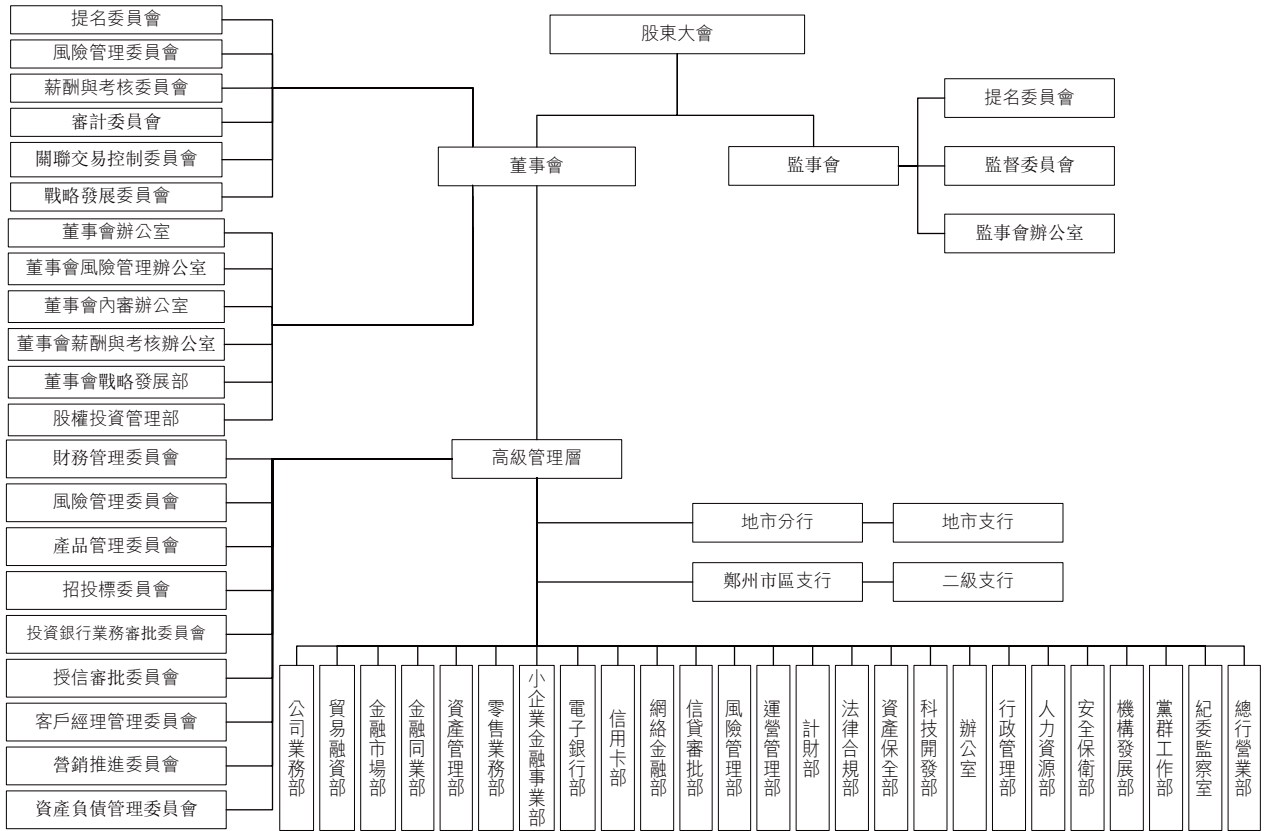 股東大會
董事會
監事會
提名委員會
監督委員會
監事會辦公室
提名委員會
風險管理委員會
薪酬與考核委員會
審計委員會
關聯交易控制委員會
戰略發展委員會
董事會辦公室
董事會風險管理辦公室
董事會內審辦公室
董事會薪酬與考核辦公室
董事會戰略發展部
股權投資管理部
高級管理層
財務管理委員會
風險管理委員會
產品管理委員會
招投標委員會
投資銀行業務審批委員會
授信審批委員會
客戶經理管理委員會
營銷推進委員會
資產負債管理委員會
地市分行
地市支行
鄭州市區支行
二級支行
公司業務部
貿易融資部
金融市場部
金融同業部
資產管理部
零售業務部
小企業金融事業部
電子銀行部
信用卡部
網絡金融部
信貸審批部
風險管理部
運營管理部
計財部
法律合規部
資產保全部
科技開發部
辦公室
行政管理部
人力資源部
安全保衛部
機構發展部
黨群工作部
紀委監察室
總行營業部